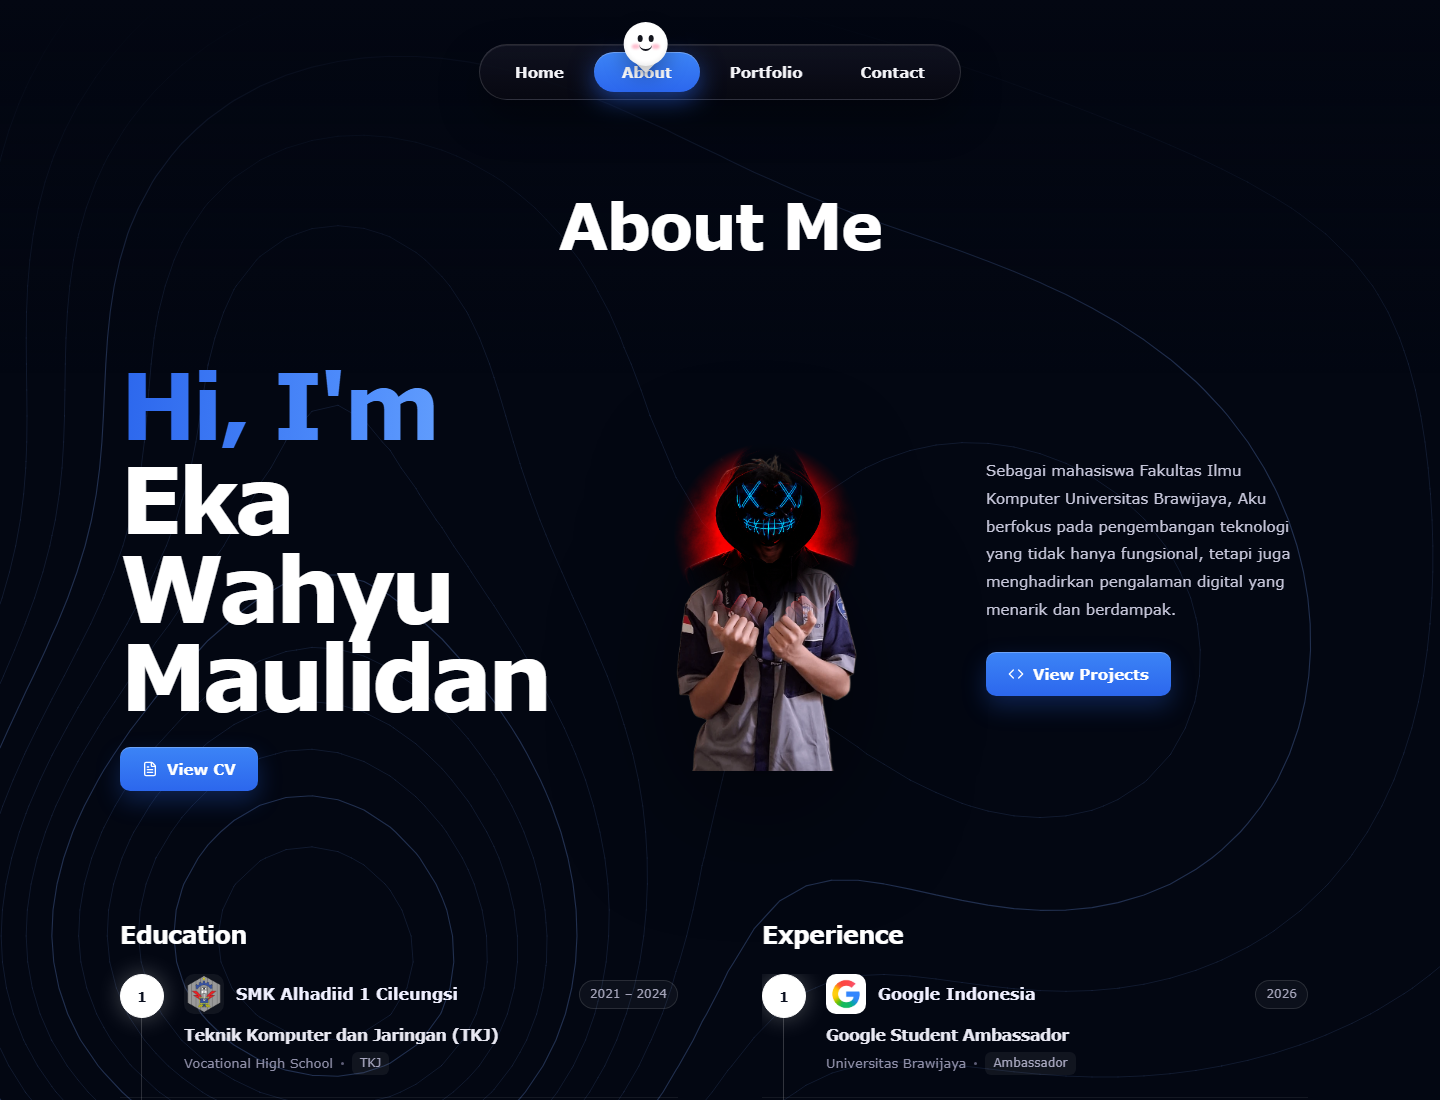 Home
About
Portfolio
Contact
About Me
Hi, I'm
Eka
Wahyu
Maulidan
View CV
Sebagai mahasiswa Fakultas Ilmu
Komputer Universitas Brawijaya, Aku
berfokus pada pengembangan teknologi
yang tidak hanya fungsional, tetapi juga
menghadirkan pengalaman digital yang
menarik dan berdampak.
View Projects
Education
1
SMK Alhadiid 1 Cileungsi
2021 – 2024
Teknik Komputer dan Jaringan (TKJ)
Vocational High School • TKJ
Experience
1
Google Indonesia
2026
Google Student Ambassador
Universitas Brawijaya • Ambassador